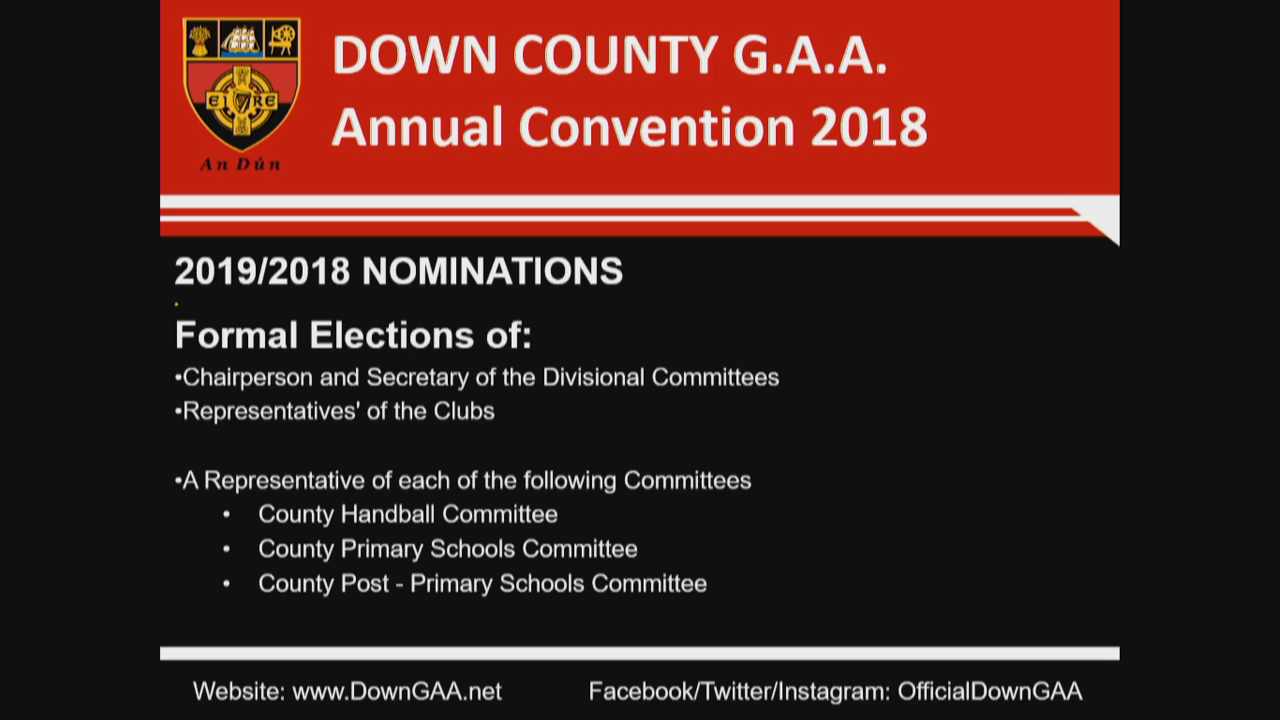 EIRE
An Dún
DOWN COUNTY G.A.A.
Annual Convention 2018
2019/2018 NOMINATIONS
Formal Elections of:
•Chairperson and Secretary of the Divisional Committees
•Representatives' of the Clubs
•A Representative of each of the following Committees
• County Handball Committee
• County Primary Schools Committee
• County Post - Primary Schools Committee
Website: www.DownGAA.net
Facebook/Twitter/Instagram: OfficialDownGAA